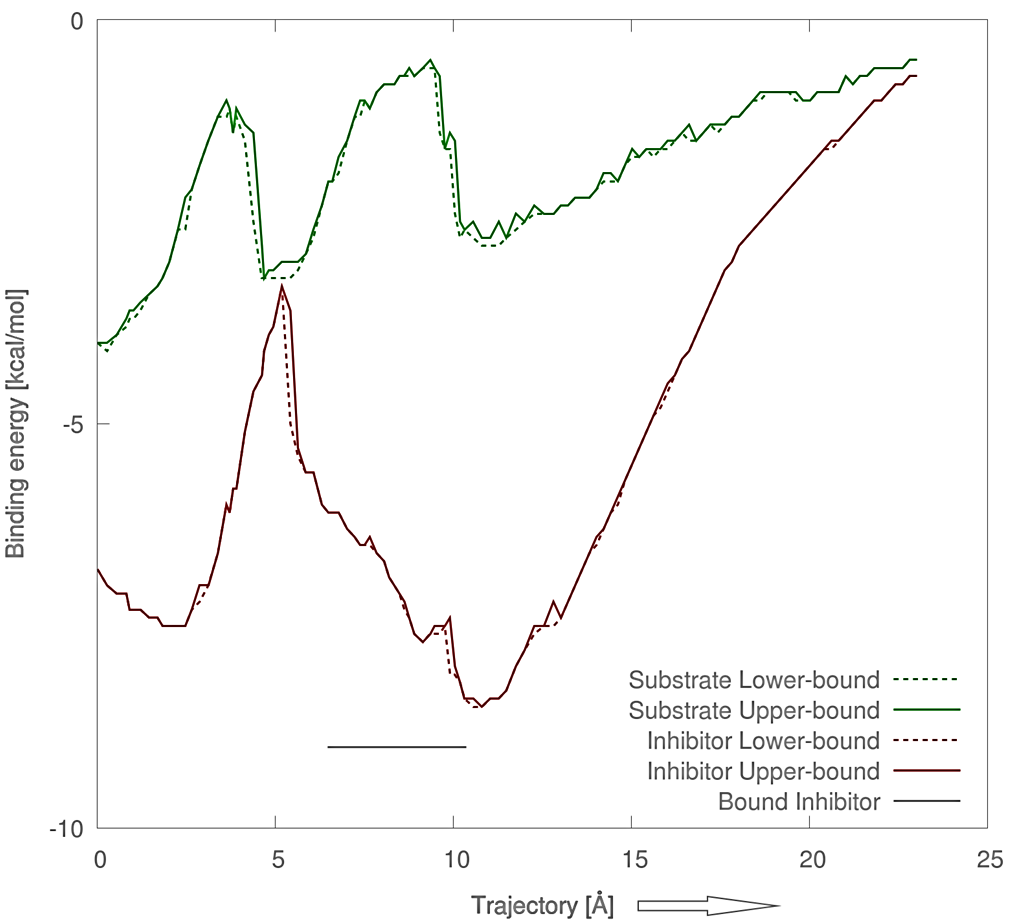 0
-5
-10
Binding energy [kcal/mol]
Substrate Lower-bound
Substrate Upper-bound
Inhibitor Lower-bound
Inhibitor Upper-bound
Bound Inhibitor
0 5 10 15 20 25
Trajectory [Å]